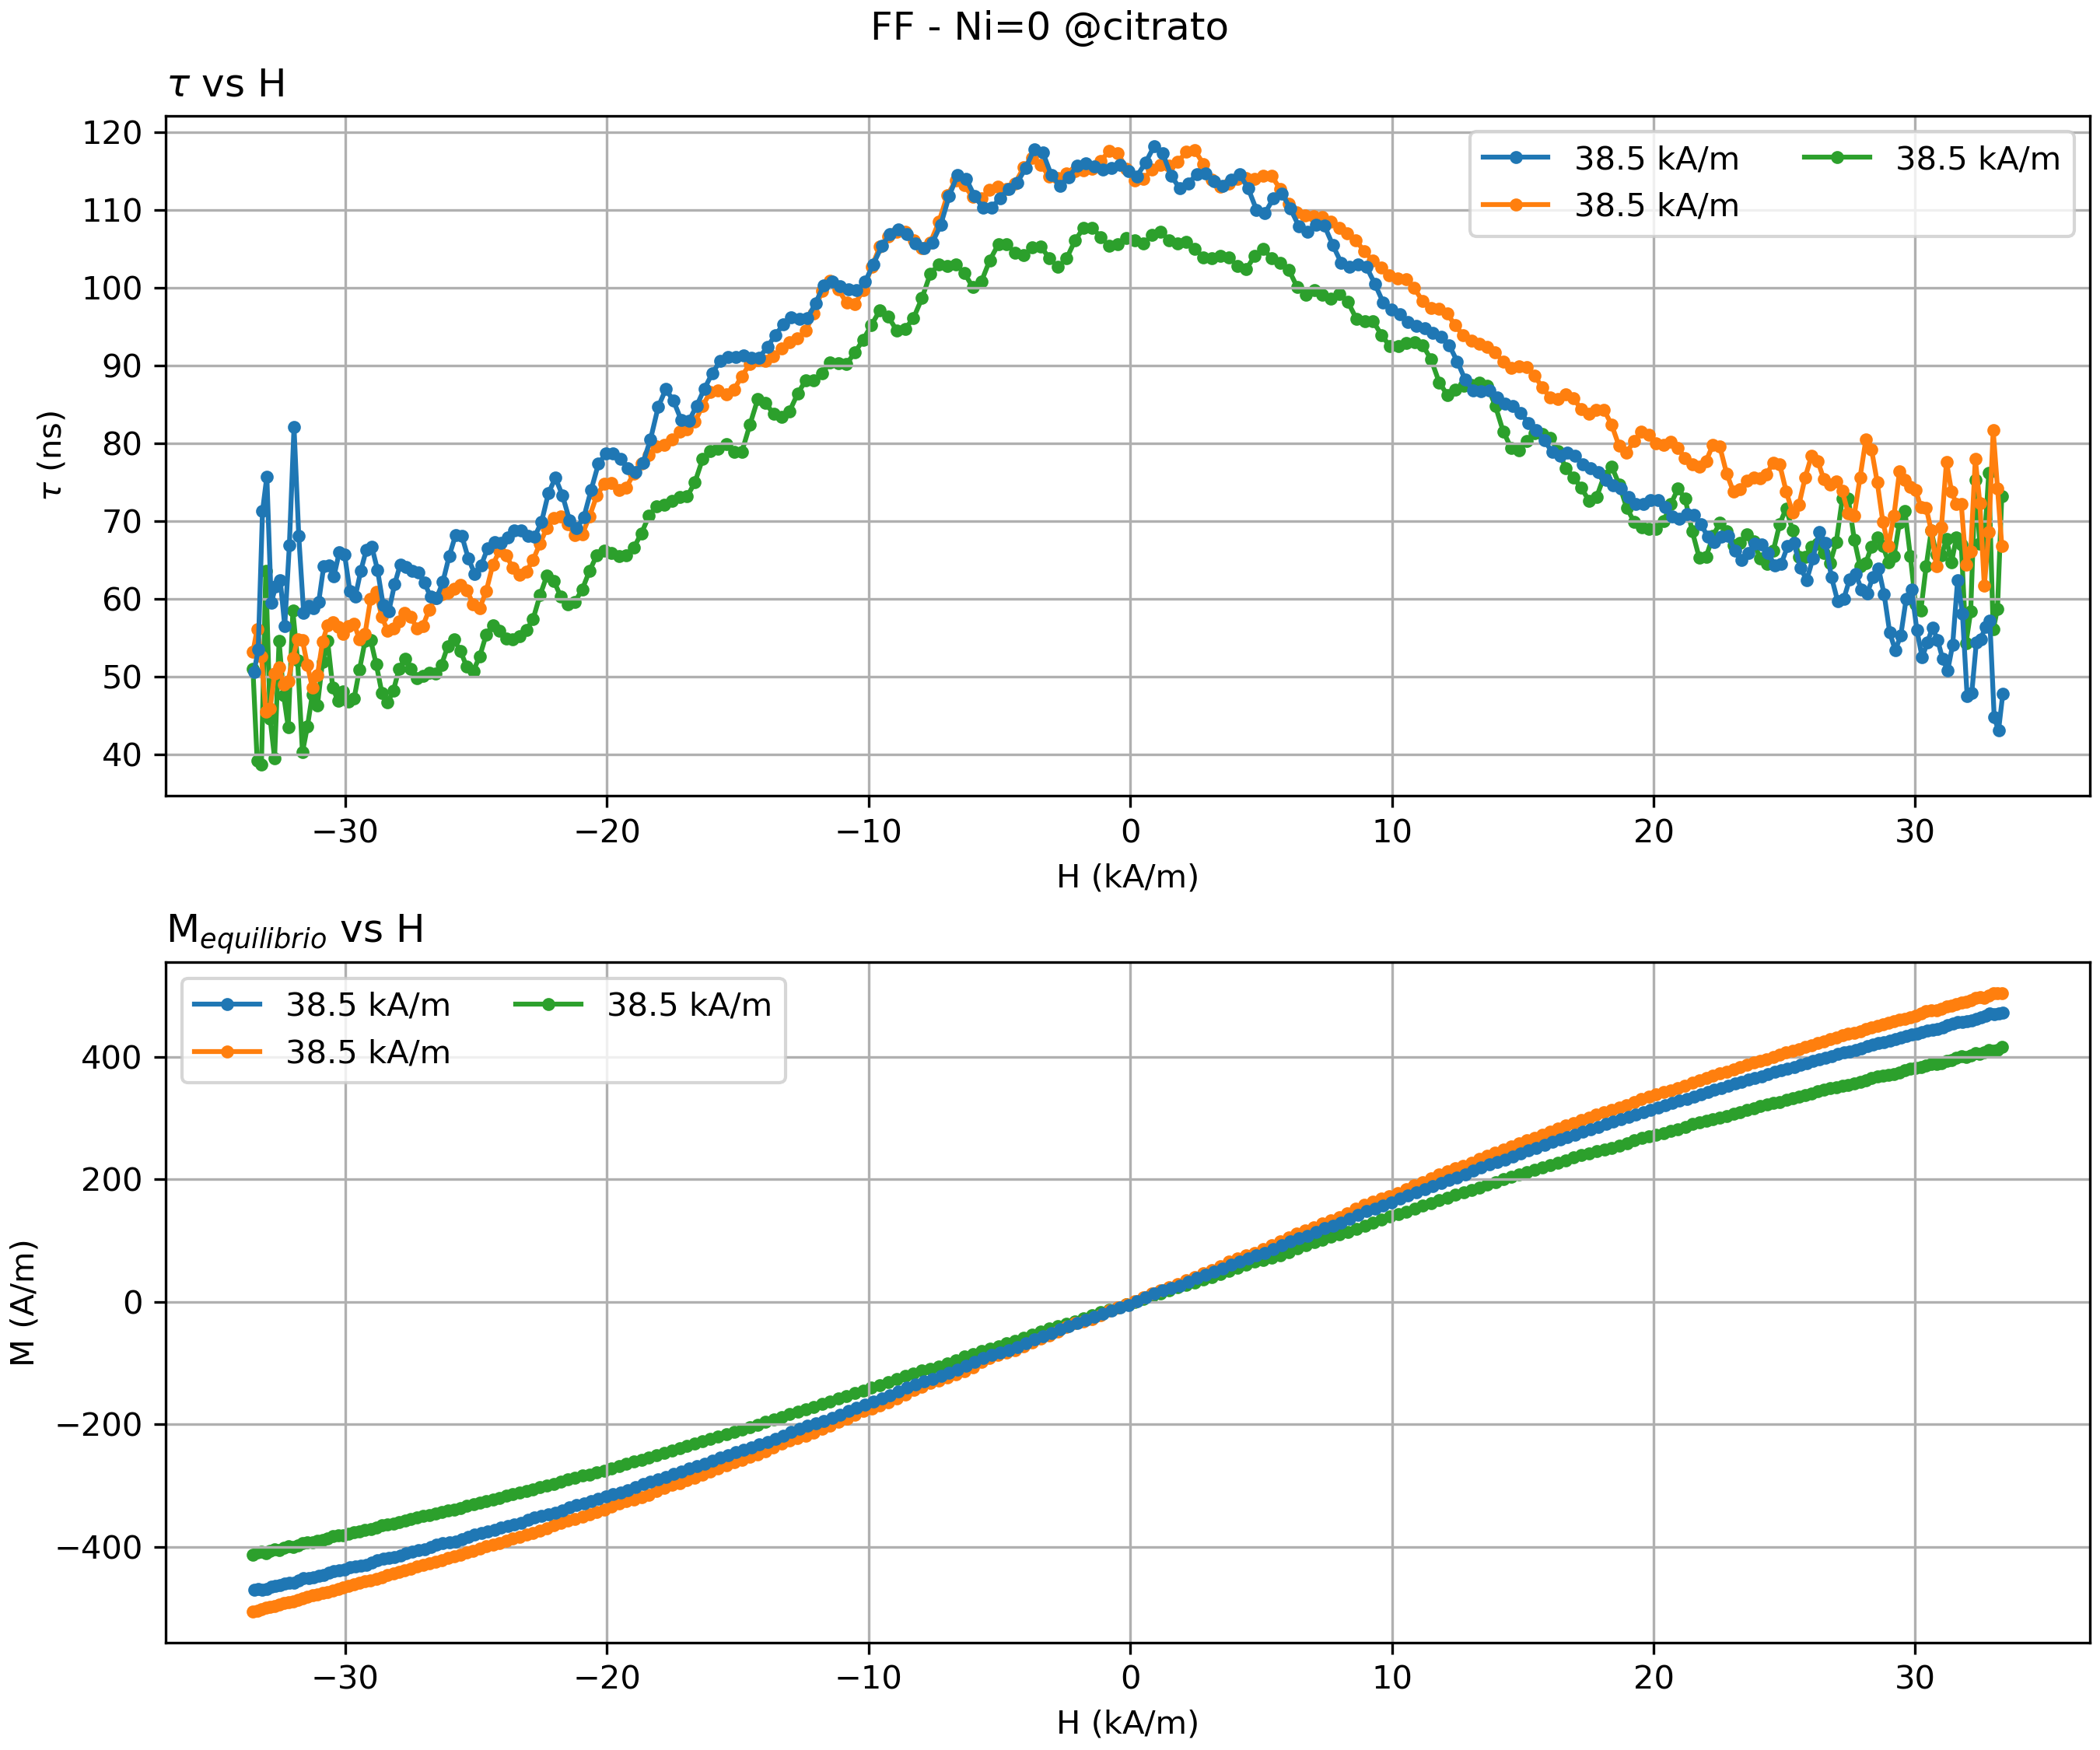 FF - Ni=0 @citrato
τ vs H
120
110
100
90
80
70
60
50
40
τ (ns)
38.5 kA/m
38.5 kA/m
38.5 kA/m
−30
−20
−10
0
10
20
30
H (kA/m)
M_equilibrio vs H
38.5 kA/m
38.5 kA/m
38.5 kA/m
400
200
0
−200
−400
M (A/m)
−30
−20
−10
0
10
20
30
H (kA/m)